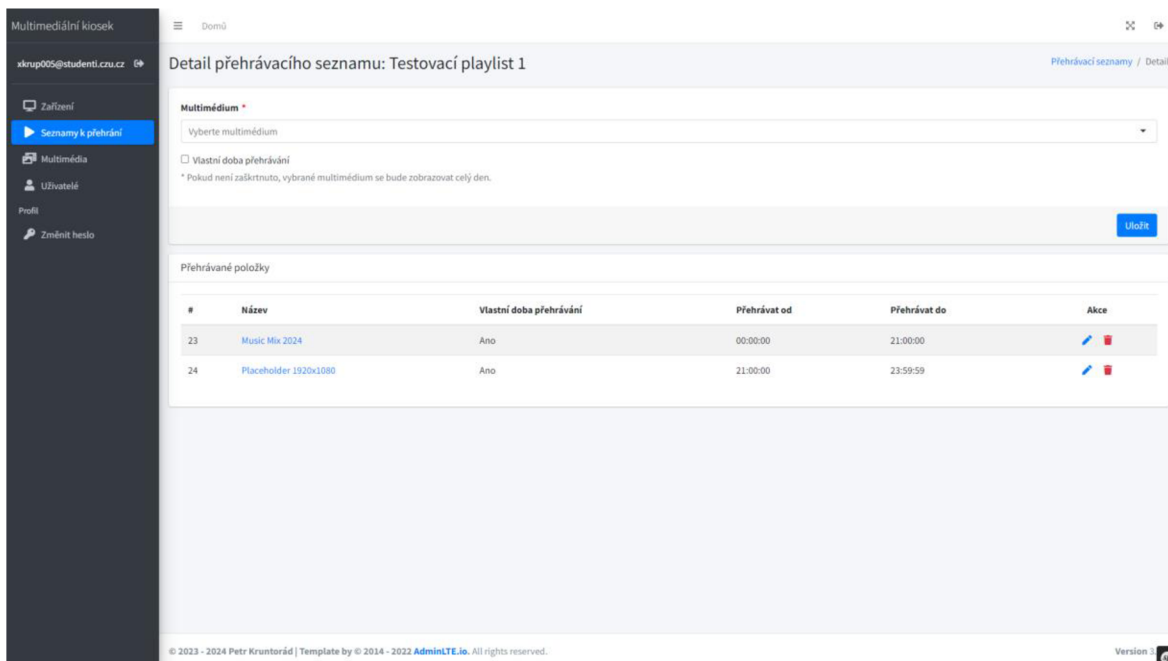 Multimediální kiosek
Domů
xkrup005@studenti.czu.cz
Zařízení
Seznamy k přehrání
Multimédia
Uživatelé
Profil
Změnit heslo
Detail přehrávacího seznamu: Testovací playlist 1
Přehrávací seznamy / Detail
Multimédium *
Vyberte multimédium
Vlastní doba přehrávání
* Pokud není zaškrtnuto, vybrané multimédium se bude zobrazovat celý den.
Uložit
Přehrávané položky
# Název Vlastní doba přehrávání Přehrávat od Přehrávat do Akce
23 Music Mix 2024 Ano 00:00:00 21:00:00
24 Placeholder 1920x1080 Ano 21:00:00 23:59:59
© 2023 - 2024 Petr Kruntorád | Template by © 2014 - 2022 AdminLTE.io. All rights reserved.
Version